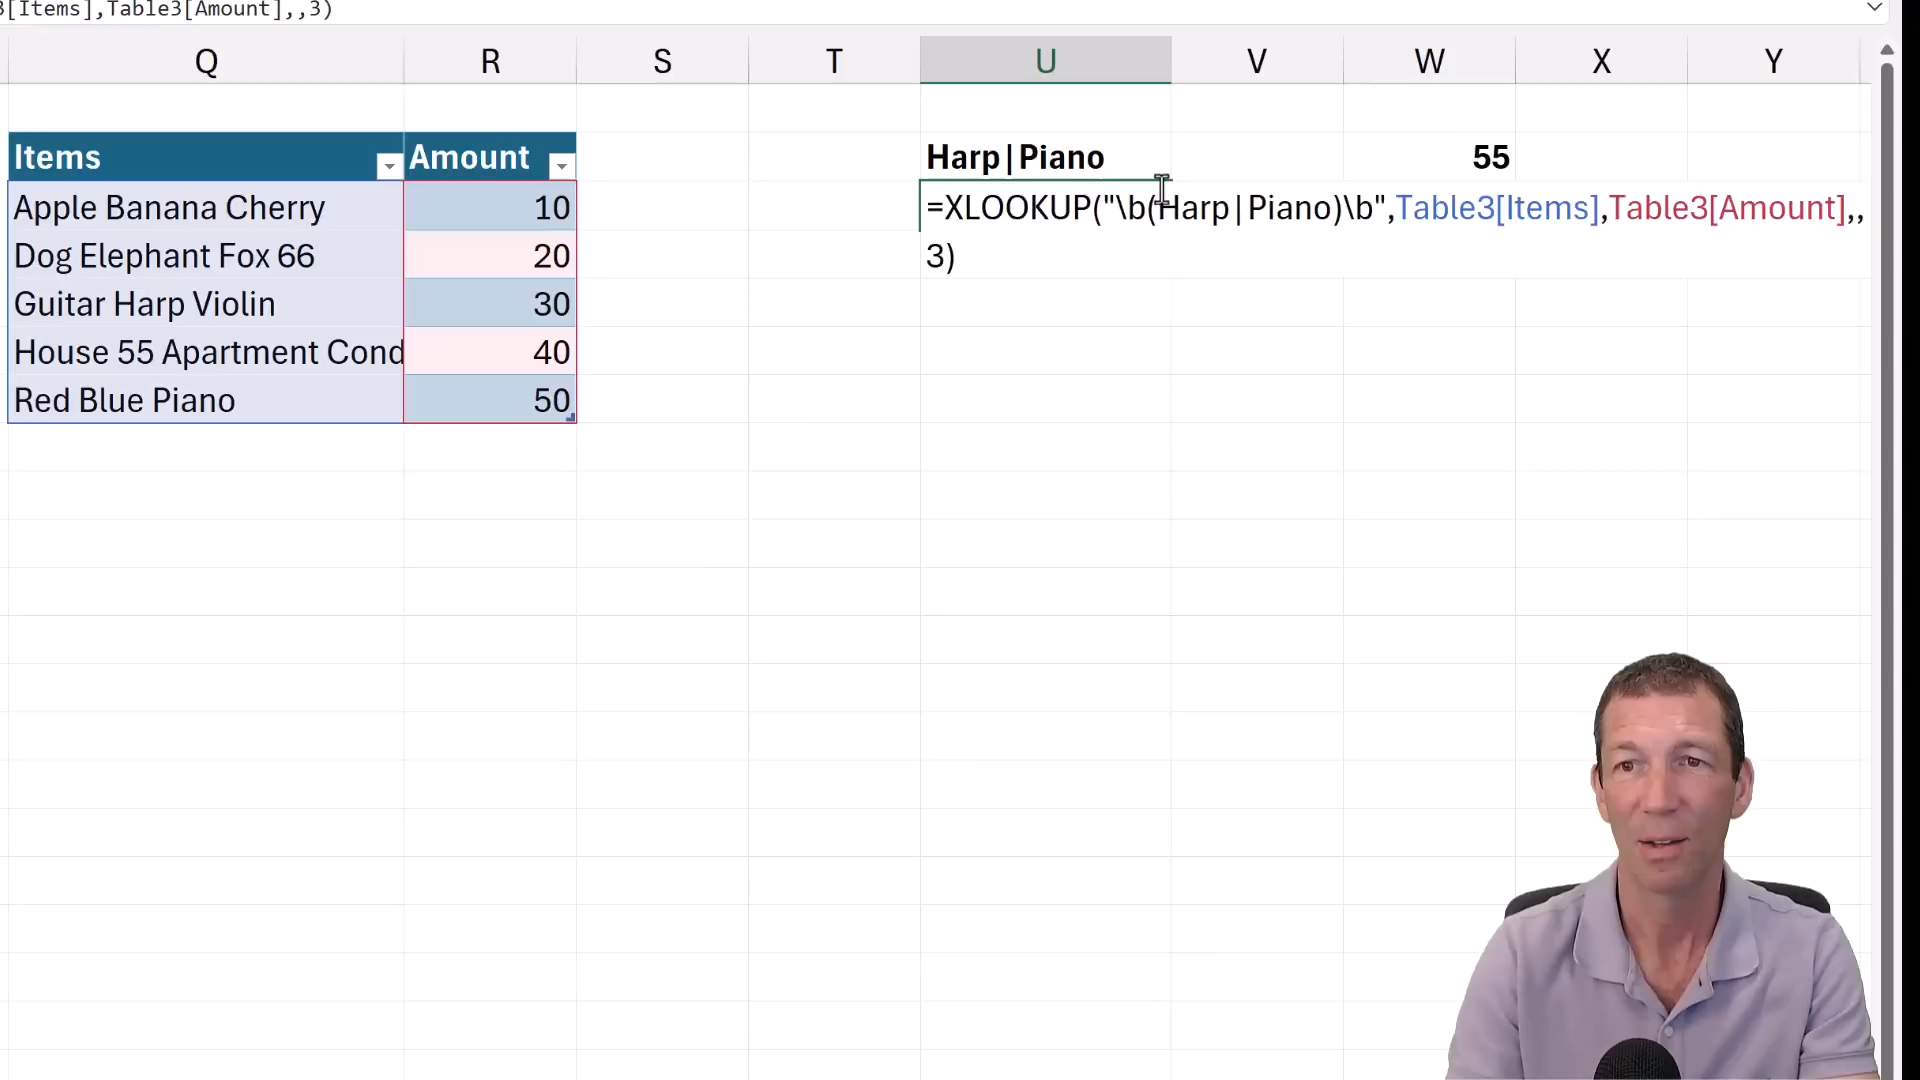 3[Items],Table3[Amount],,3)
Q R S T U V W X Y
Items Amount Harp|Piano 55
Apple Banana Cherry 10 =XLOOKUP("\b(Harp|Piano)\b",Table3[Items],Table3[Amount],,
Dog Elephant Fox 66 20 3)
Guitar Harp Violin 30
House 55 Apartment Cond 40
Red Blue Piano 50